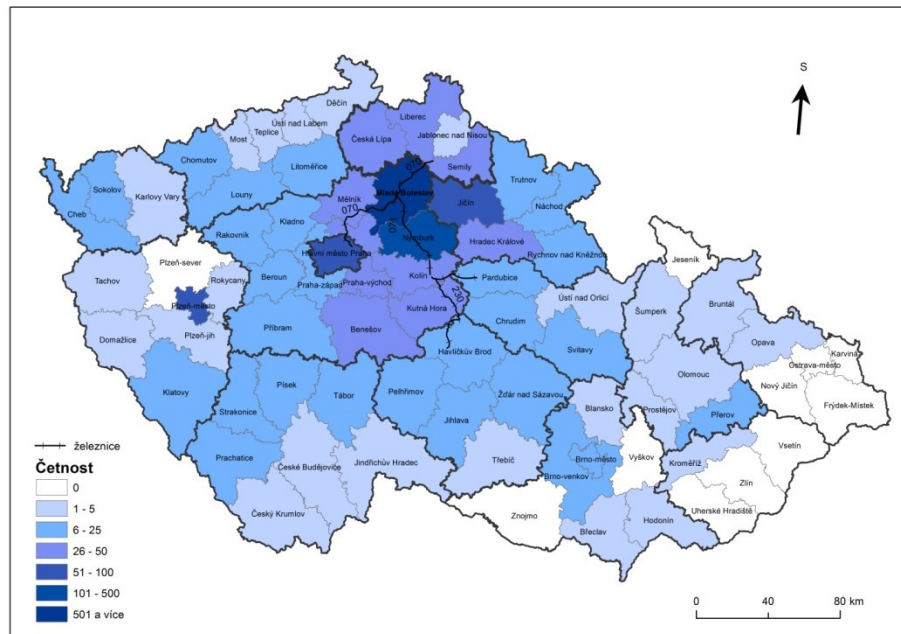 S
Děčín
Liberec
Ústí nad Labem
Teplice
Most
Česká Lípa
Jablonec nad Nisou
Chomutov
Litoměřice
070
Semily
Trutnov
Sokolov
Louny
Mladá Boleslav
Karlovy Vary
Mělník
Jičín
Náchod
Cheb
070
Kladno
Rakovník
Nymburk
Hradec Králové
Hlavní město Praha
Rychnov nad Kněžnou
Plzeň-sever
Jeseník
Kolín
Pardubice
Beroun
Praha-západ
Praha-východ
Tachov
Rokycany
230
Ústí nad Orlicí
Šumperk
Bruntál
Plzeň-město
Kutná Hora
Příbram
Benešov
Chrudim
Domažlice
Plzeň-jih
Opava
Havlíčkův Brod
Svitavy
Karviná
Ostrava-město
Olomouc
Nový Jičín
Písek
Tábor
Pelhřimov
Klatovy
Žďár nad Sázavou
Frýdek-Místek
Strakonice
Blansko
Prostějov
Přerov
Jihlava
Vsetín
Prachatice
České Budějovice
Jindřichův Hradec
Třebíč
Brno-město
Vyškov
Kroměříž
Brno-venkov
Zlín
Český Krumlov
Uherské Hradiště
Znojmo
Hodonín
Břeclav
železnice
Četnost
0
1 - 5
6 - 25
26 - 50
51 - 100
101 - 500
501 a více
0 40 80 km